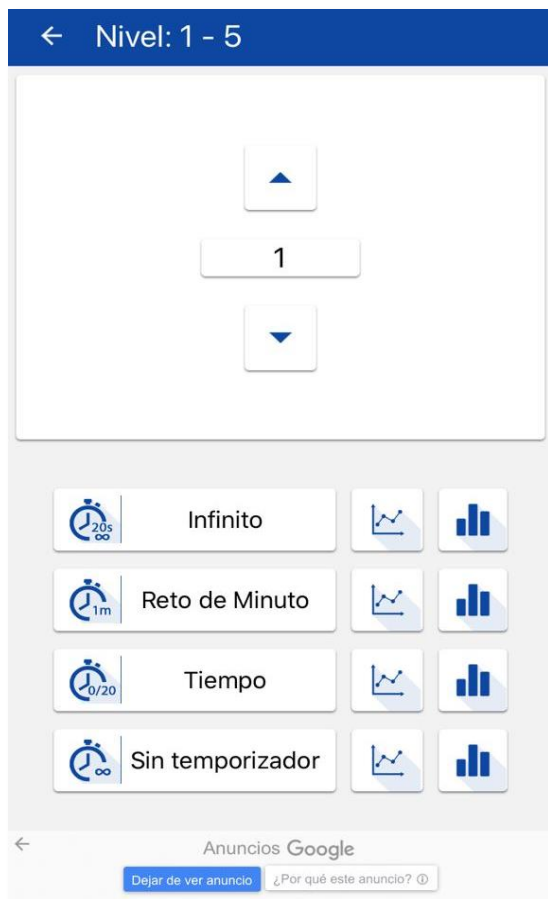 Nivel: 1 - 5
1
20s
∞
Infinito
1m
Reto de Minuto
0/20
Tiempo
∞
Sin temporizador
Anuncios Google
Dejar de ver anuncio
¿Por qué este anuncio?